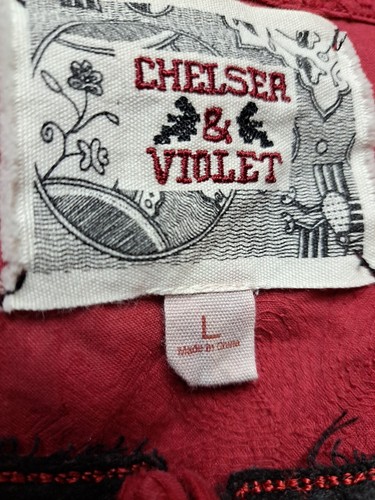 CHELSEA
&
VIOLET
L
Made in China